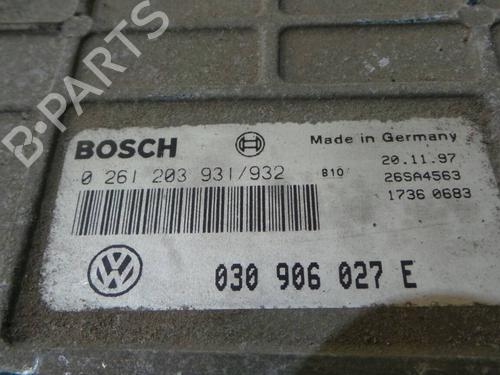 B-PARTS
BOSCH
Made in Germany
0 261 203 931/932 B10
20.11.97
26SA4563
1736 0683
030 906 027 E